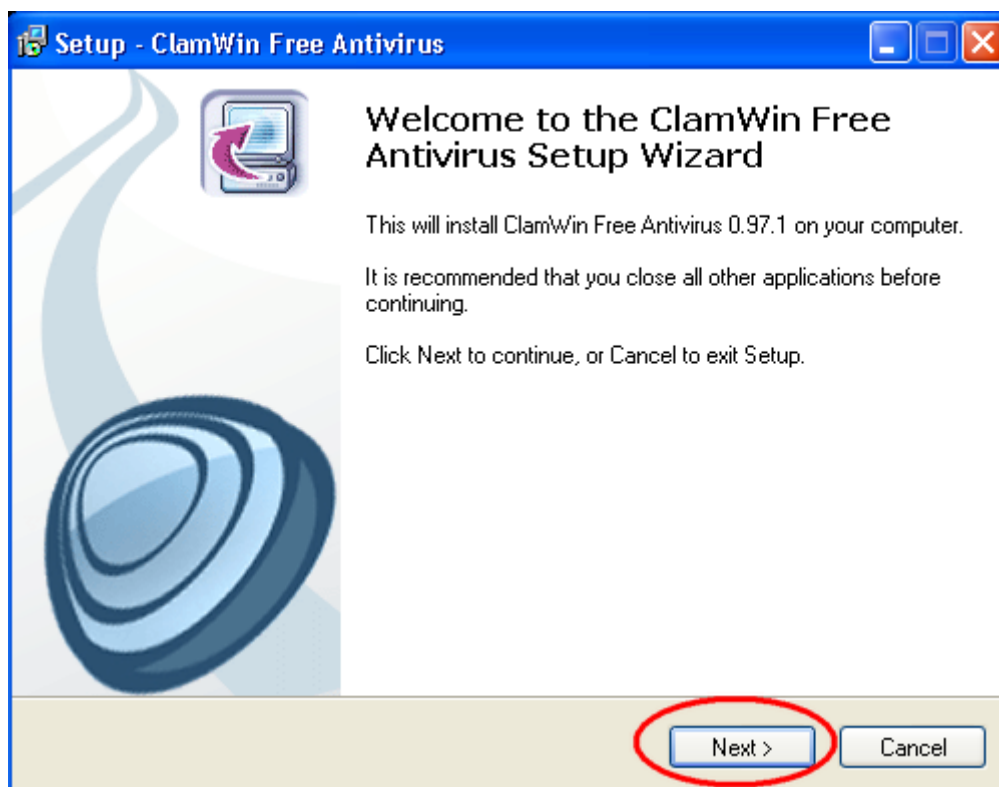 Setup - ClamWin Free Antivirus
Welcome to the ClamWin Free
Antivirus Setup Wizard
This will install ClamWin Free Antivirus 0.97.1 on your computer.
It is recommended that you close all other applications before
continuing.
Click Next to continue, or Cancel to exit Setup.
Next >
Cancel